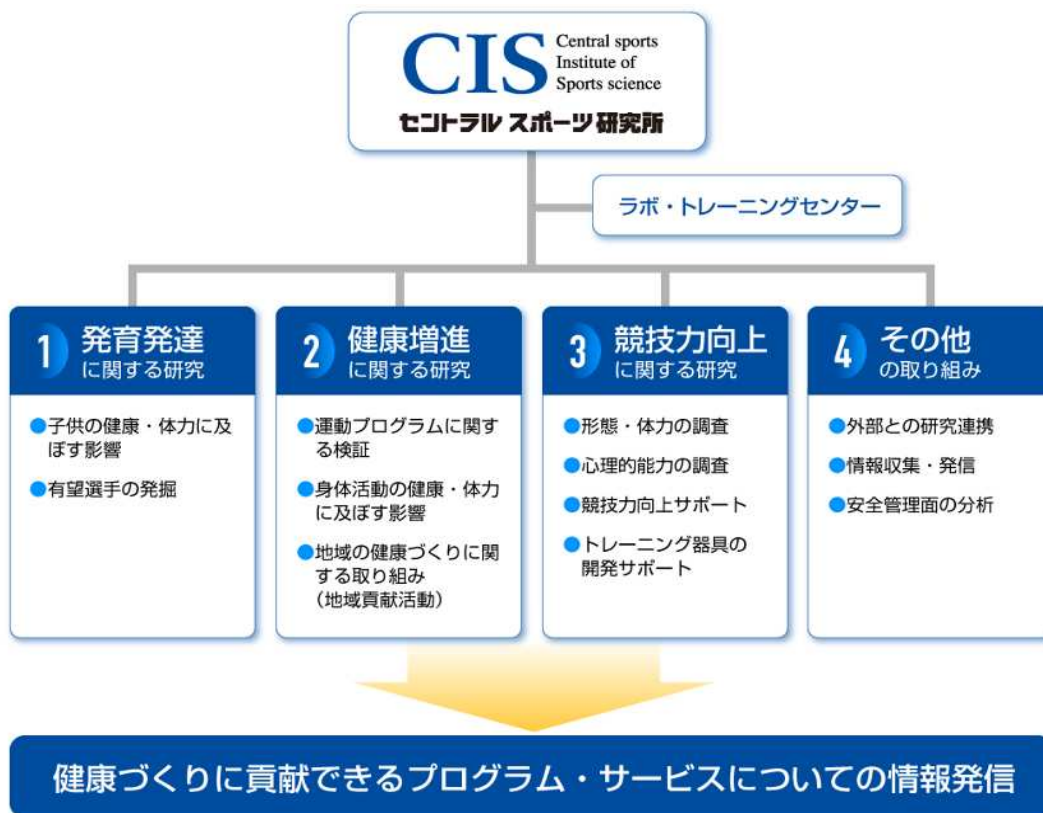 CIS
Central sports
Institute of
Sports science
セントラル スポーツ 研究所
ラボ・トレーニングセンター
1
発育発達
に関する研究
●子供の健康・体力に及
ぼす影響
●有望選手の発掘
2
健康増進
に関する研究
●運動プログラムに関す
る検証
●身体活動の健康・体力
に及ぼす影響
●地域の健康づくりに関
する取り組み
（地域貢献活動）
3
競技力向上
に関する研究
●形態・体力の調査
●心理的能力の調査
●競技力向上サポート
●トレーニング器具の
開発サポート
4
その他
の取り組み
●外部との研究連携
●情報収集・発信
●安全管理面の分析
健康づくりに貢献できるプログラム・サービスについての情報発信